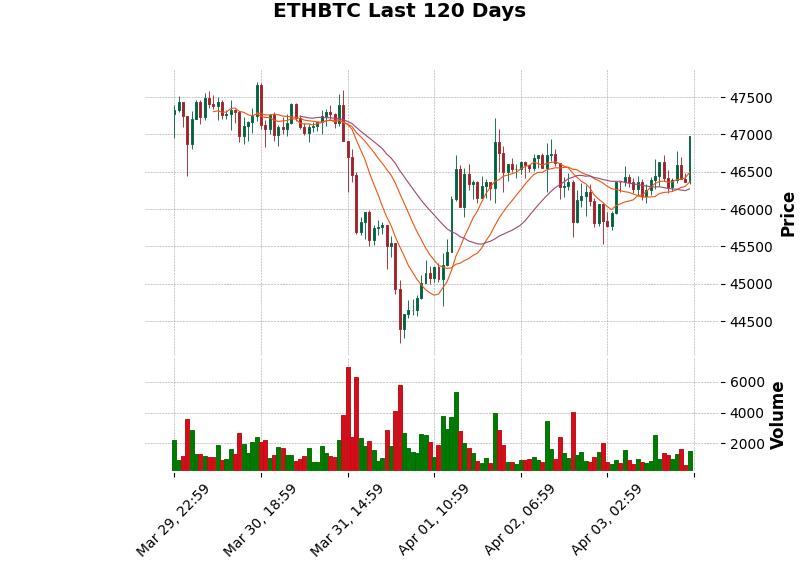 ETHBTC Last 120 Days
47500
47000
46500
46000
45500
45000
44500
Price
6000
4000
2000
Volume
Mar 29, 22:59
Mar 30, 18:59
Mar 31, 14:59
Apr 01, 10:59
Apr 02, 06:59
Apr 03, 02:59